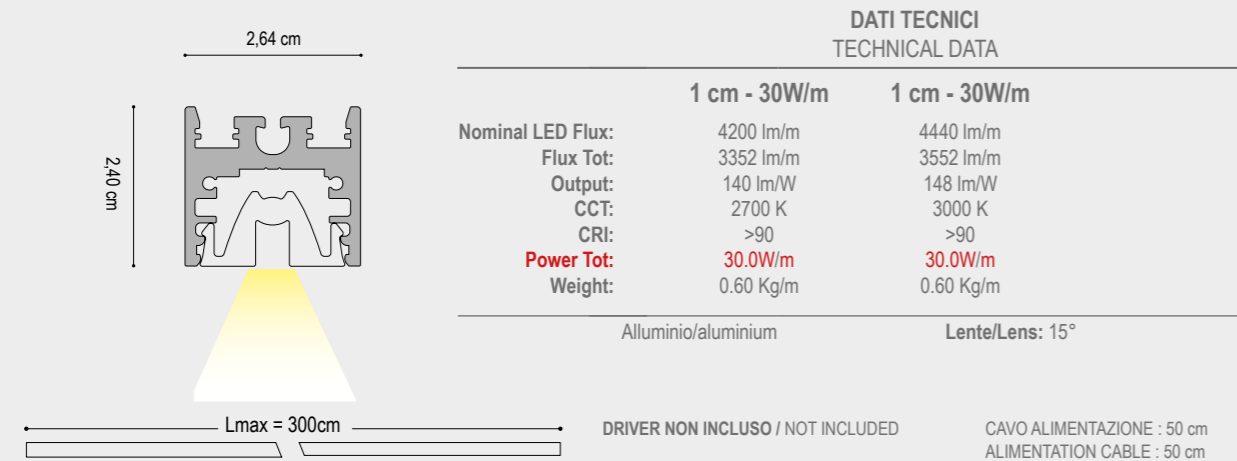 2,64 cm
2,40 cm
DATI TECNICI
TECHNICAL DATA
1 cm - 30W/m 1 cm - 30W/m
Nominal LED Flux: 4200 lm/m 4440 lm/m
Flux Tot: 3352 lm/m 3552 lm/m
Output: 140 lm/W 148 lm/W
CCT: 2700 K 3000 K
CRI: >90 >90
Power Tot: 30.0W/m 30.0W/m
Weight: 0.60 Kg/m 0.60 Kg/m
Alluminio/aluminium Lente/Lens: 15°
Lmax = 300cm
DRIVER NON INCLUSO / NOT INCLUDED
CAVO ALIMENTAZIONE : 50 cm
ALIMENTATION CABLE : 50 cm